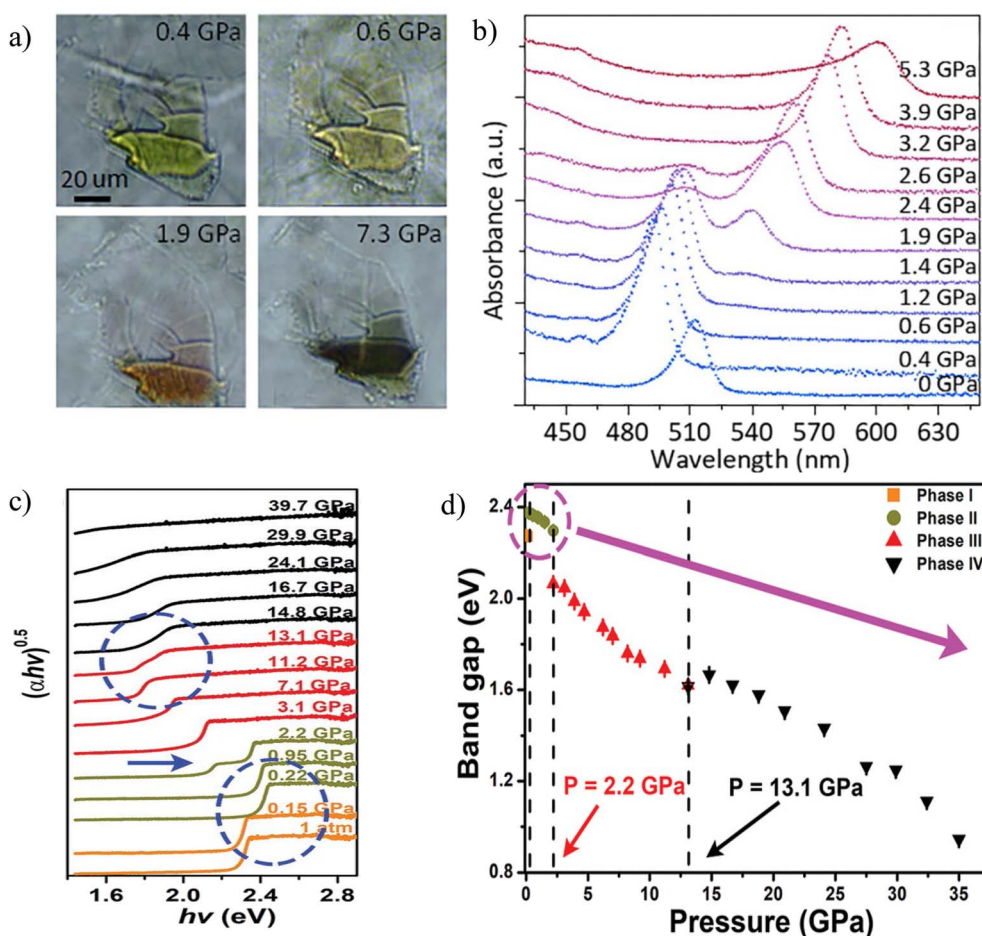 a)
0.4 GPa
0.6 GPa
20 um
1.9 GPa
7.3 GPa
b)
Absorbance (a.u.)
5.3 GPa
3.9 GPa
3.2 GPa
2.6 GPa
2.4 GPa
1.9 GPa
1.4 GPa
1.2 GPa
0.6 GPa
0.4 GPa
0 GPa
450 480 510 540 570 600 630
Wavelength (nm)
c)
(αhν)0.5
39.7 GPa
29.9 GPa
24.1 GPa
16.7 GPa
14.8 GPa
13.1 GPa
11.2 GPa
7.1 GPa
3.1 GPa
2.2 GPa
0.95 GPa
0.22 GPa
0.15 GPa
1 atm
1.6 2.0 2.4 2.8
hν (eV)
d)
Band gap (eV)
2.4
2.0
1.6
1.2
0.8
Phase I
Phase II
Phase III
Phase IV
P = 2.2 GPa
P = 13.1 GPa
0 5 10 15 20 25 30 35
Pressure (GPa)